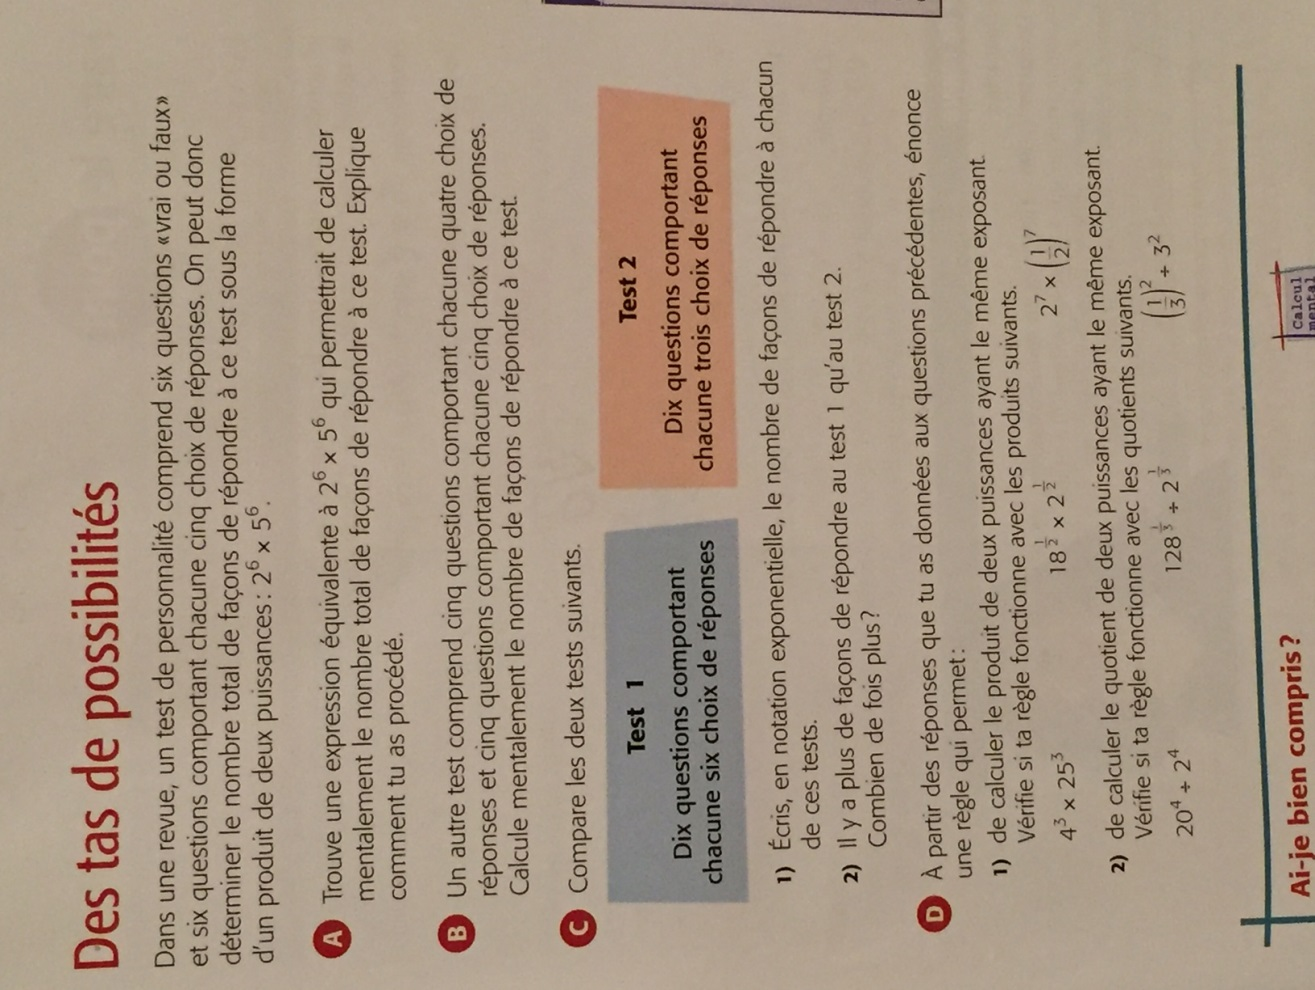 Des tas de possibilités
Dans une revue, un test de personnalité comprend six questions «vrai ou faux»
et six questions comportant chacune cinq choix de réponses. On peut donc
déterminer le nombre total de façons de répondre à ce test sous la forme
d'un produit de deux puissances: 2⁶ × 5⁶.
A Trouve une expression équivalente à 2⁶ × 5⁶ qui permettrait de calculer
mentalement le nombre total de façons de répondre à ce test. Explique
comment tu as procédé.
B Un autre test comprend cinq questions comportant chacune quatre choix de
réponses et cinq questions comportant chacune cinq choix de réponses.
Calcule mentalement le nombre de façons de répondre à ce test.
C Compare les deux tests suivants.
Test 1
Dix questions comportant
chacune six choix de réponses
Test 2
Dix questions comportant
chacune trois choix de réponses
1) Écris, en notation exponentielle, le nombre de façons de répondre à chacun
de ces tests.
2) Il y a plus de façons de répondre au test 1 qu'au test 2.
Combien de fois plus?
D À partir des réponses que tu as données aux questions précédentes, énonce
une règle qui permet:
1) de calculer le produit de deux puissances ayant le même exposant.
Vérifie si ta règle fonctionne avec les produits suivants.
4³ × 25³ 18^(1/2) × 2^(1/2) 2⁷ × (1/2)⁷
2) de calculer le quotient de deux puissances ayant le même exposant.
Vérifie si ta règle fonctionne avec les quotients suivants.
20⁴ ÷ 2⁴ 128^(1/3) ÷ 2^(1/3) (1/3)² ÷ 3²
Ai-je bien compris?
Calcul
mental